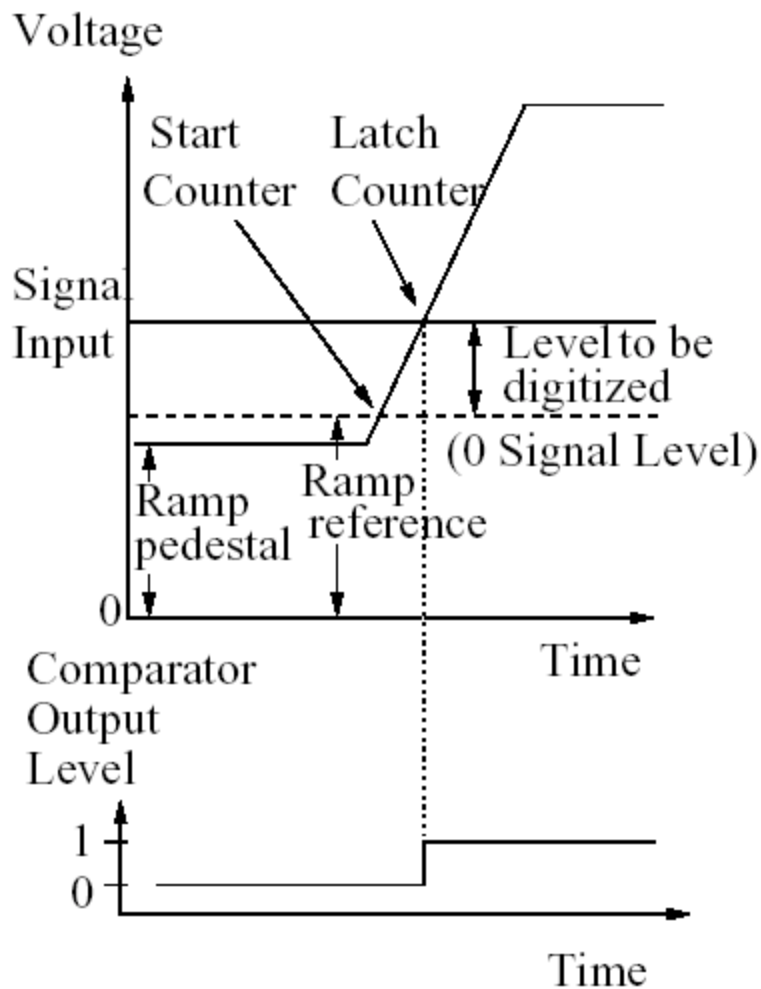 Voltage
Start
Counter
Latch
Counter
Signal
Input
Level to be
digitized
(0 Signal Level)
Ramp
pedestal
Ramp
reference
0
Time
Comparator
Output
Level
1
0
Time